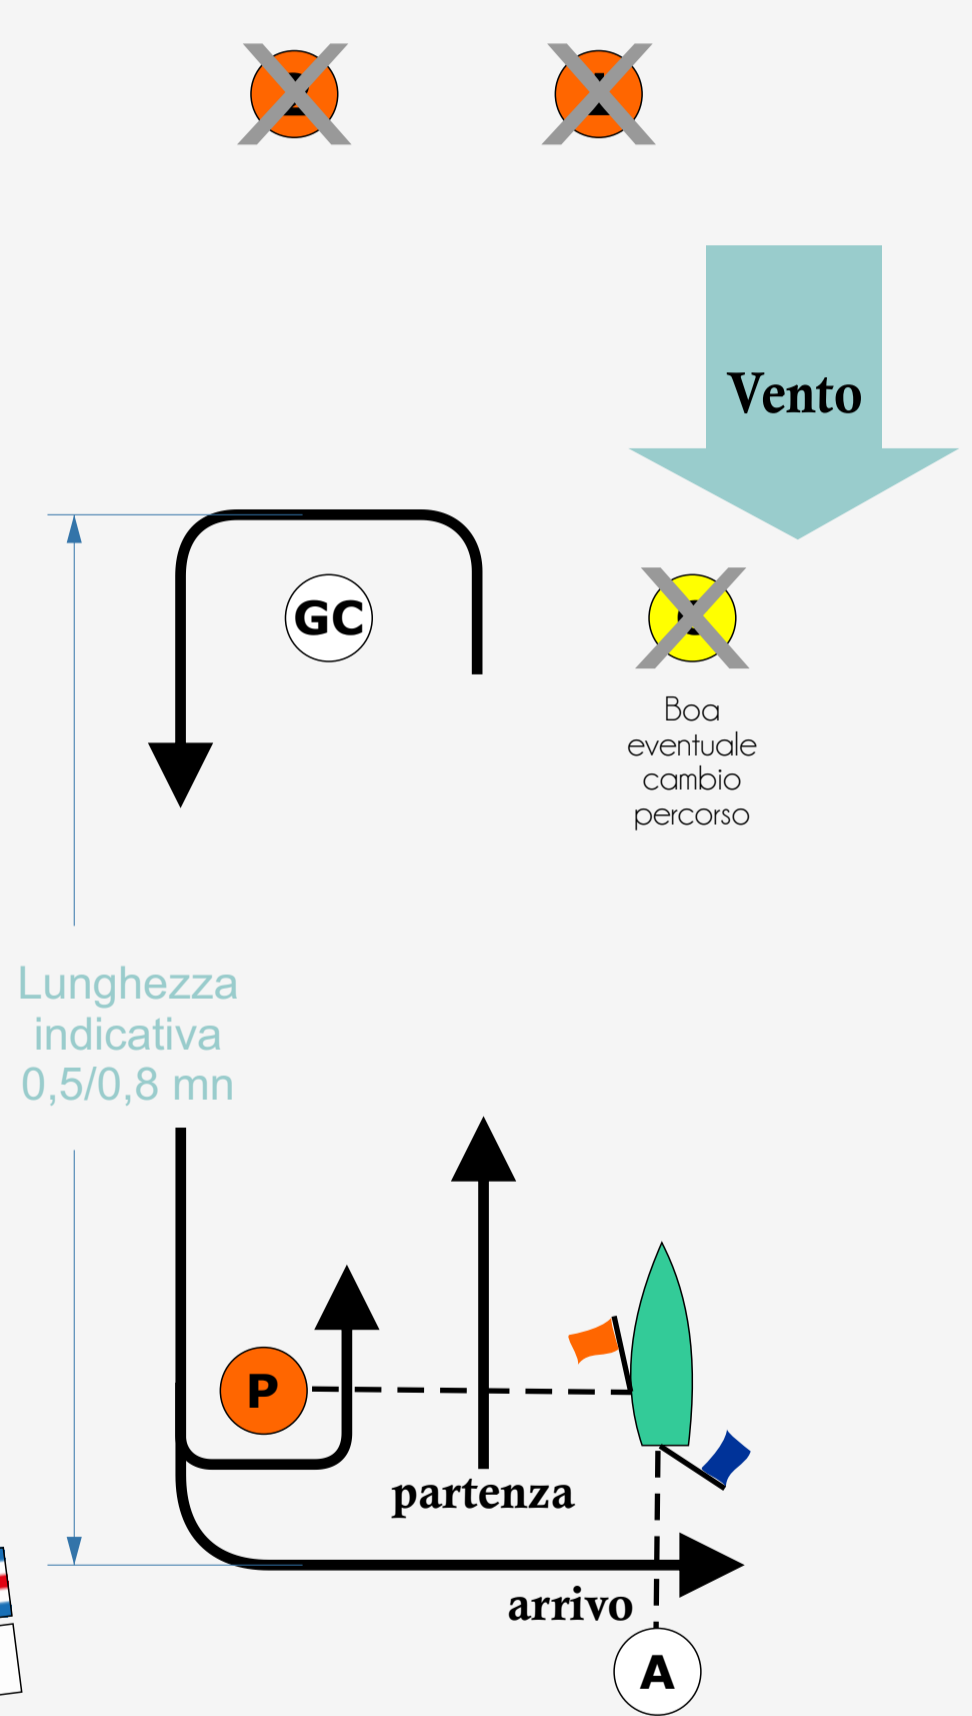 Vento
GC
Boa
eventuale
cambio
percorso
Lunghezza
indicativa
0,5/0,8 mn
P
partenza
arrivo
A